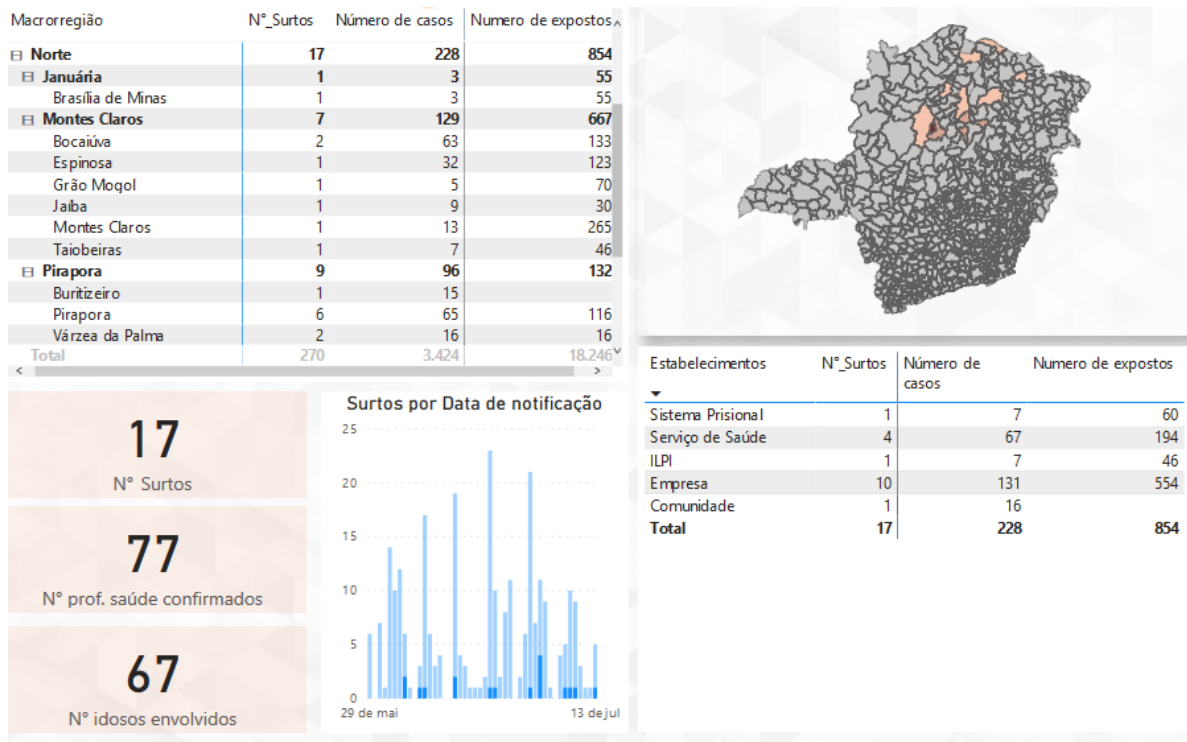 Macrorregião N°_Surtos Número de casos Numero de expostos
Norte 17 228 854
Januária 1 3 55
Brasília de Minas 1 3 55
Montes Claros 7 129 667
Bocaiúva 2 63 133
Espinosa 1 32 123
Grão Mogol 1 5 70
Jaíba 1 9 30
Montes Claros 1 13 265
Taiobeiras 1 7 46
Pirapora 9 96 132
Buritizeiro 1 15
Pirapora 6 65 116
Várzea da Palma 2 16 16
Total 270 3.424 18.246
17
N° Surtos
77
N° prof. saúde confirmados
67
N° idosos envolvidos
Surtos por Data de notificação
25
20
15
10
5
0
29 de mai 13 de jul
Estabelecimentos N°_Surtos Número de casos Numero de expostos
Sistema Prisional 1 7 60
Serviço de Saúde 4 67 194
ILPI 1 7 46
Empresa 10 131 554
Comunidade 1 16
Total 17 228 854